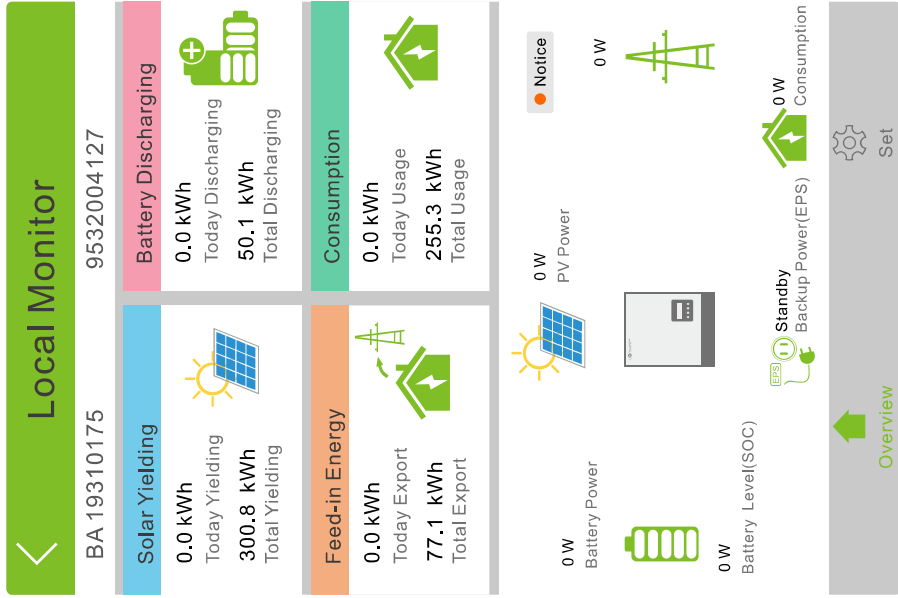 Local Monitor
BA19310175 9532004127
Solar Yielding
0.0 kWh
Today Yielding
300.8 kWh
Total Yielding
Battery Discharging
0.0 kWh
Today Discharging
50.1 kWh
Total Discharging
Feed-in Energy
0.0 kWh
Today Export
77.1 kWh
Total Export
Consumption
0.0 kWh
Today Usage
255.3 kWh
Total Usage
Notice
0 W
PV Power
0 W
Battery Power
0 W
0 W
Battery Level(SOC)
EPS
Standby
Backup Power(EPS)
0 W
Consumption
Overview
Set